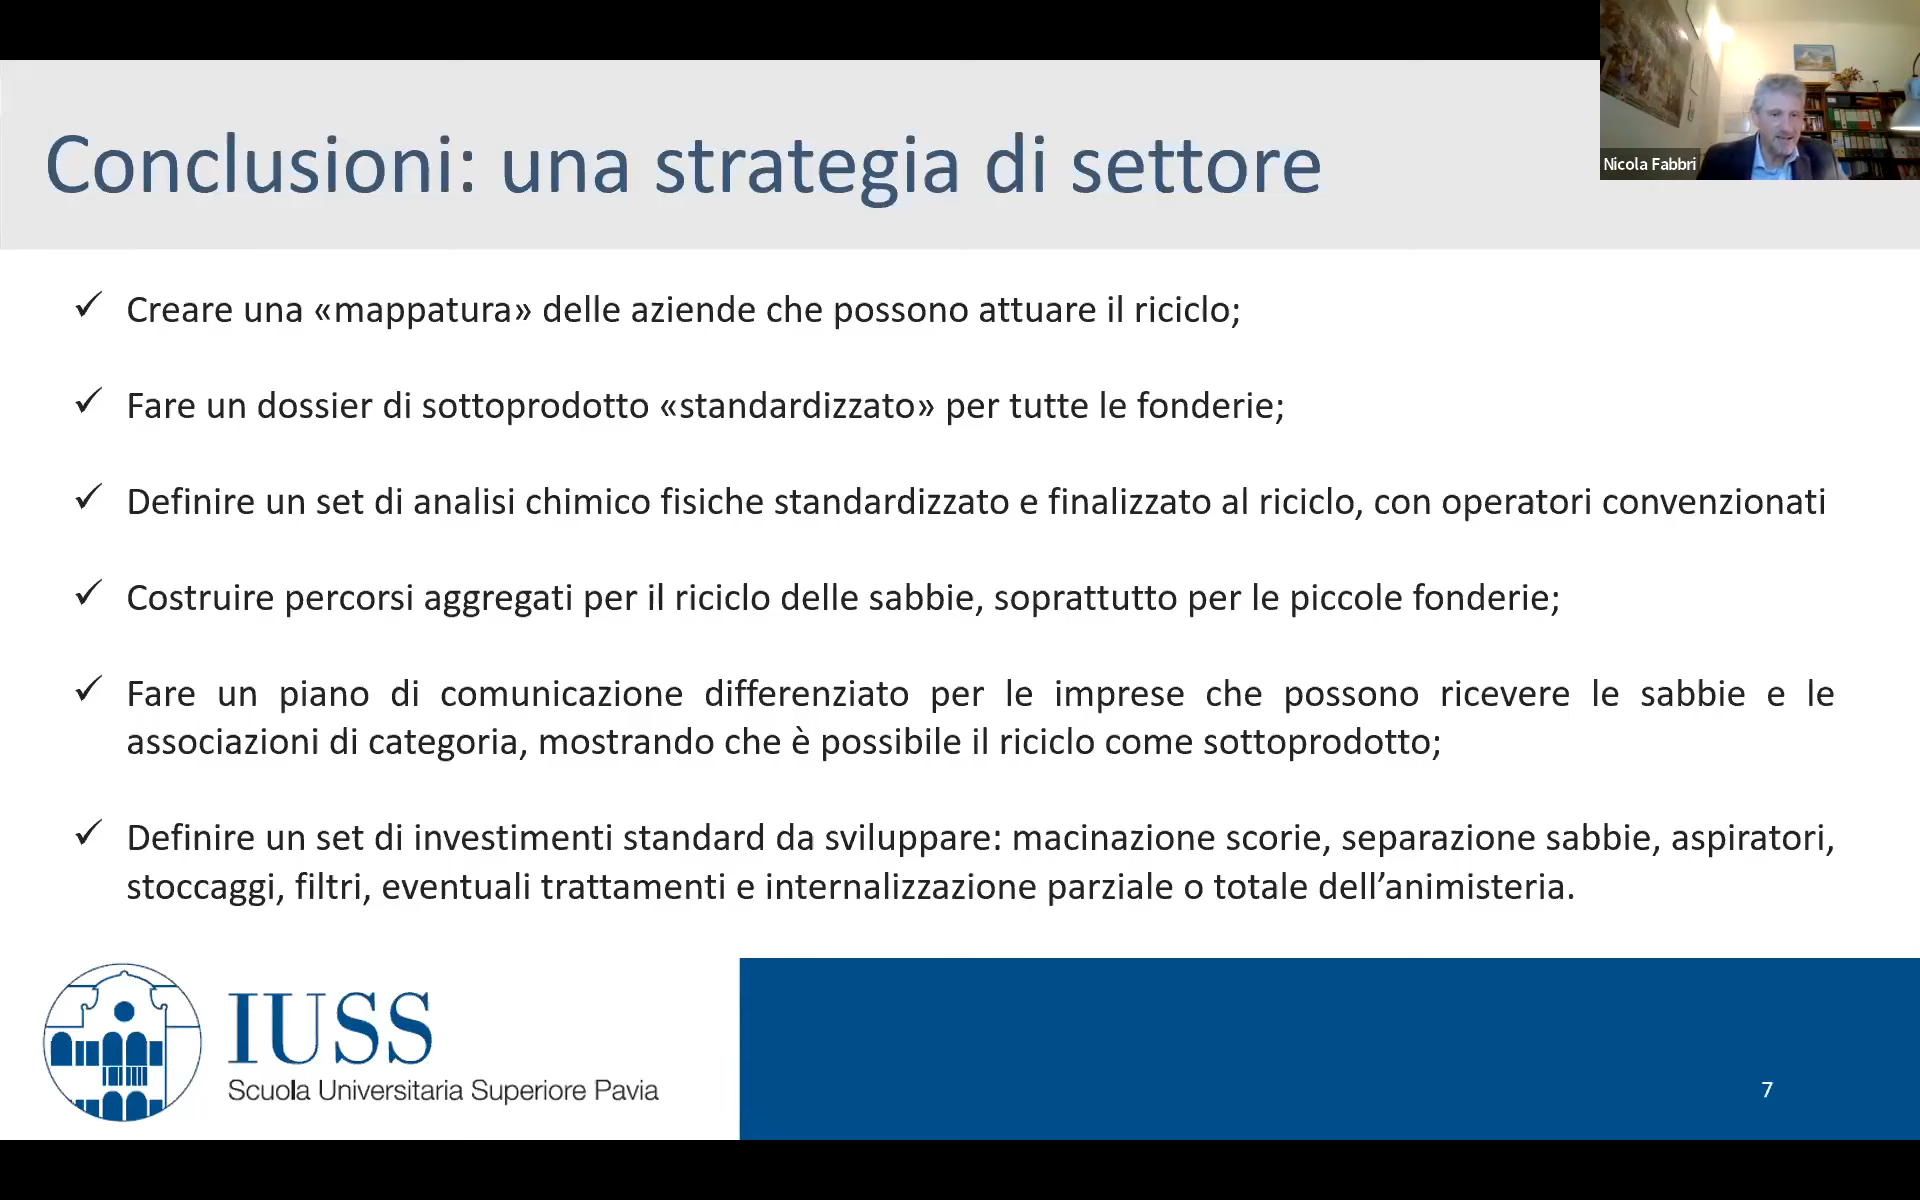 Conclusioni: una strategia di settore
Nicola Fabbri
✓ Creare una «mappatura» delle aziende che possono attuare il riciclo;
✓ Fare un dossier di sottoprodotto «standardizzato» per tutte le fonderie;
✓ Definire un set di analisi chimico fisiche standardizzato e finalizzato al riciclo, con operatori convenzionati
✓ Costruire percorsi aggregati per il riciclo delle sabbie, soprattutto per le piccole fonderie;
✓ Fare un piano di comunicazione differenziato per le imprese che possono ricevere le sabbie e le
associazioni di categoria, mostrando che è possibile il riciclo come sottoprodotto;
✓ Definire un set di investimenti standard da sviluppare: macinazione scorie, separazione sabbie, aspiratori,
stoccaggi, filtri, eventuali trattamenti e internalizzazione parziale o totale dell’animisteria.
IUSS
Scuola Universitaria Superiore Pavia
7